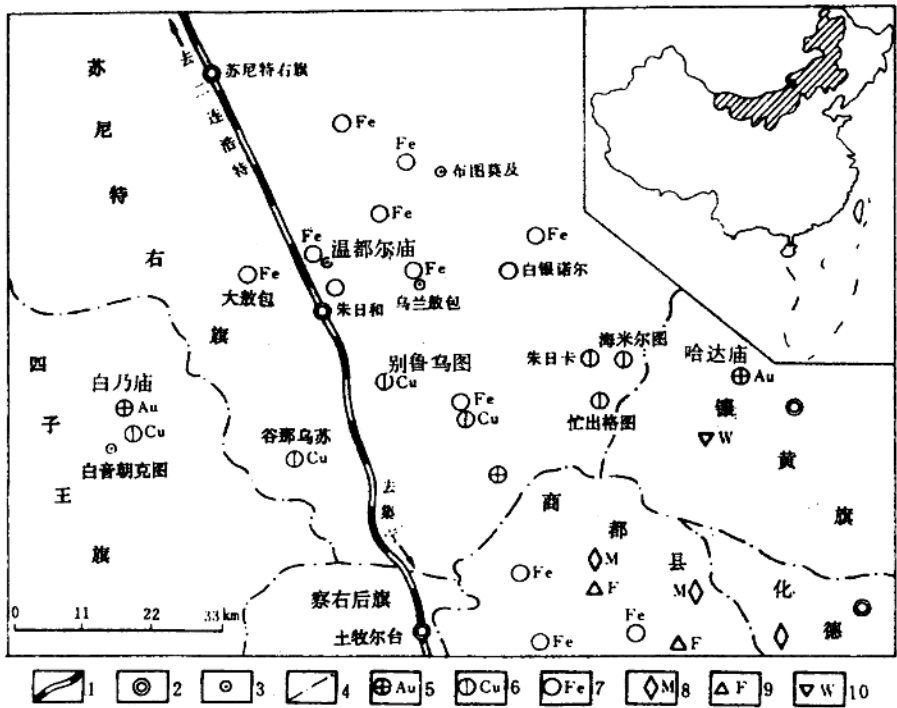 苏尼特右旗
去二连浩特
苏尼特右旗
Fe
Fe
布图莫及
Fe
Fe
温都尔庙
Fe
大敖包
Fe
乌兰敖包
Fe
白银诺尔
朱日和
四子王旗
白乃庙
Au
Cu
白音朝克图
别鲁乌图
Cu
Fe
Cu
谷那乌苏
Cu
朱日卡
海米尔图
忙出格图
哈达庙
Au
镶黄旗
W
去集宁
商都县
M
F
M
F
Fe
Fe
Fe
化德
察右后旗
土牧尔台
0 11 22 33 km
1 2 3 4 Au 5 Cu 6 Fe 7 M 8 F 9 W 10